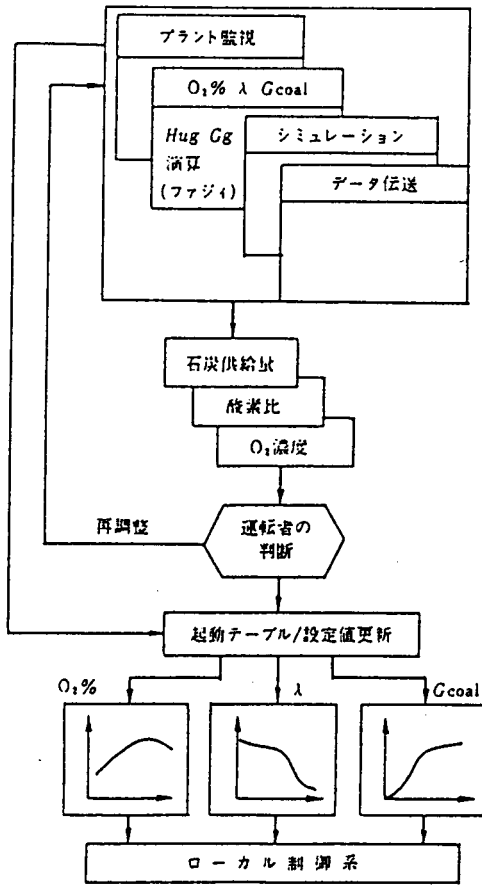 プラント監視
O₂% λ Gcoal
Hug Gg
演算
(ファジィ)
シミュレーション
データ伝送
石炭供給量
酸素比
O₂濃度
再調整
運転者の
判断
起動テーブル/設定値更新
O₂%
λ
Gcoal
ローカル制御系